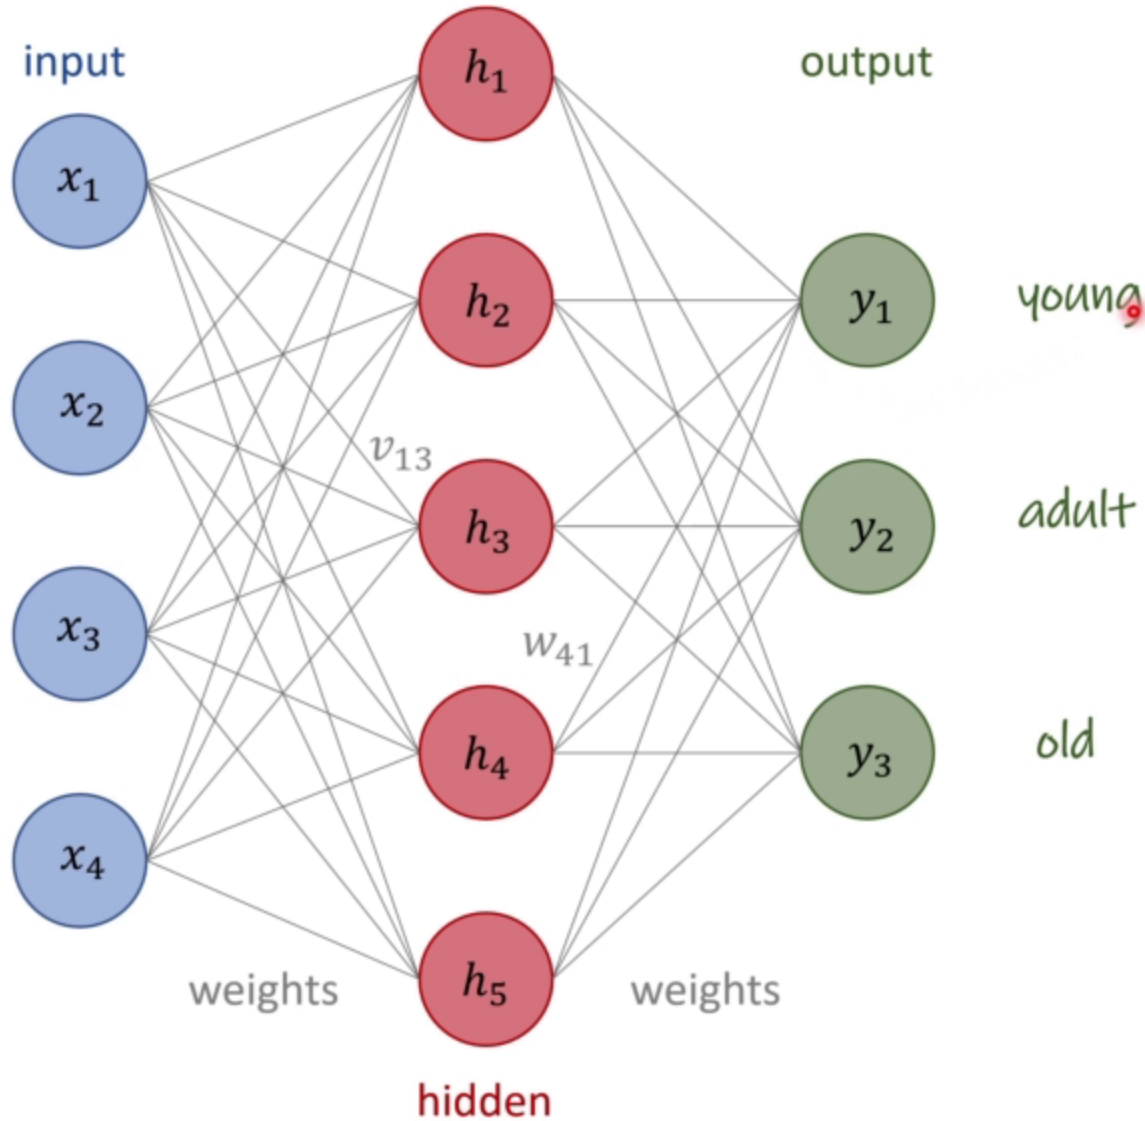 input
output
x₁
x₂
x₃
x₄
h₁
h₂
h₃
h₄
h₅
v₁₃
w₄₁
y₁
y₂
y₃
young
adult
old
weights
weights
hidden